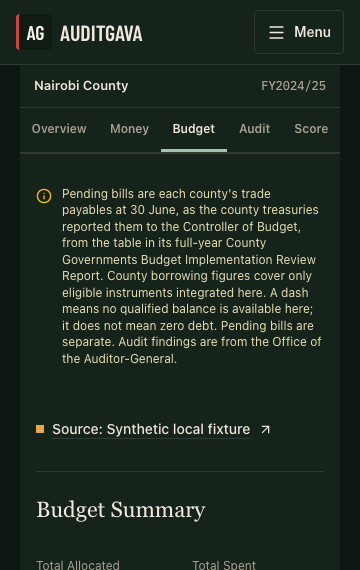 AG AUDITGAVA Menu
Nairobi County FY2024/25
Overview Money Budget Audit Score
Pending bills are each county's trade
payables at 30 June, as the county treasuries
reported them to the Controller of Budget,
from the table in its full-year County
Governments Budget Implementation Review
Report. County borrowing figures cover only
eligible instruments integrated here. A dash
means no qualified balance is available here;
it does not mean zero debt. Pending bills are
separate. Audit findings are from the Office of
the Auditor-General.
Source: Synthetic local fixture
Budget Summary
Total Allocated Total Spent